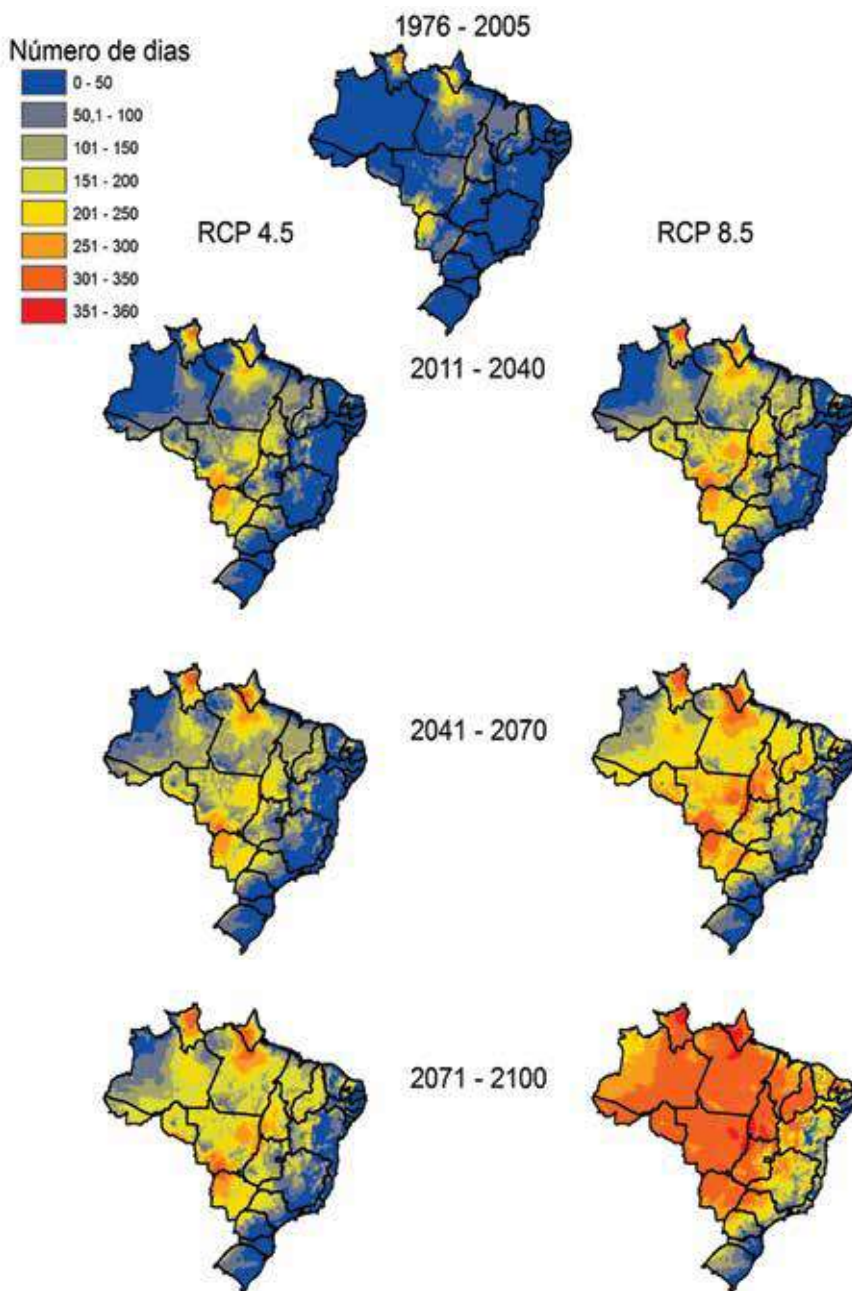 1976 - 2005
Número de dias
0 - 50
50,1 - 100
101 - 150
151 - 200
201 - 250
251 - 300
301 - 350
351 - 360
RCP 4.5
RCP 8.5
2011 - 2040
2041 - 2070
2071 - 2100